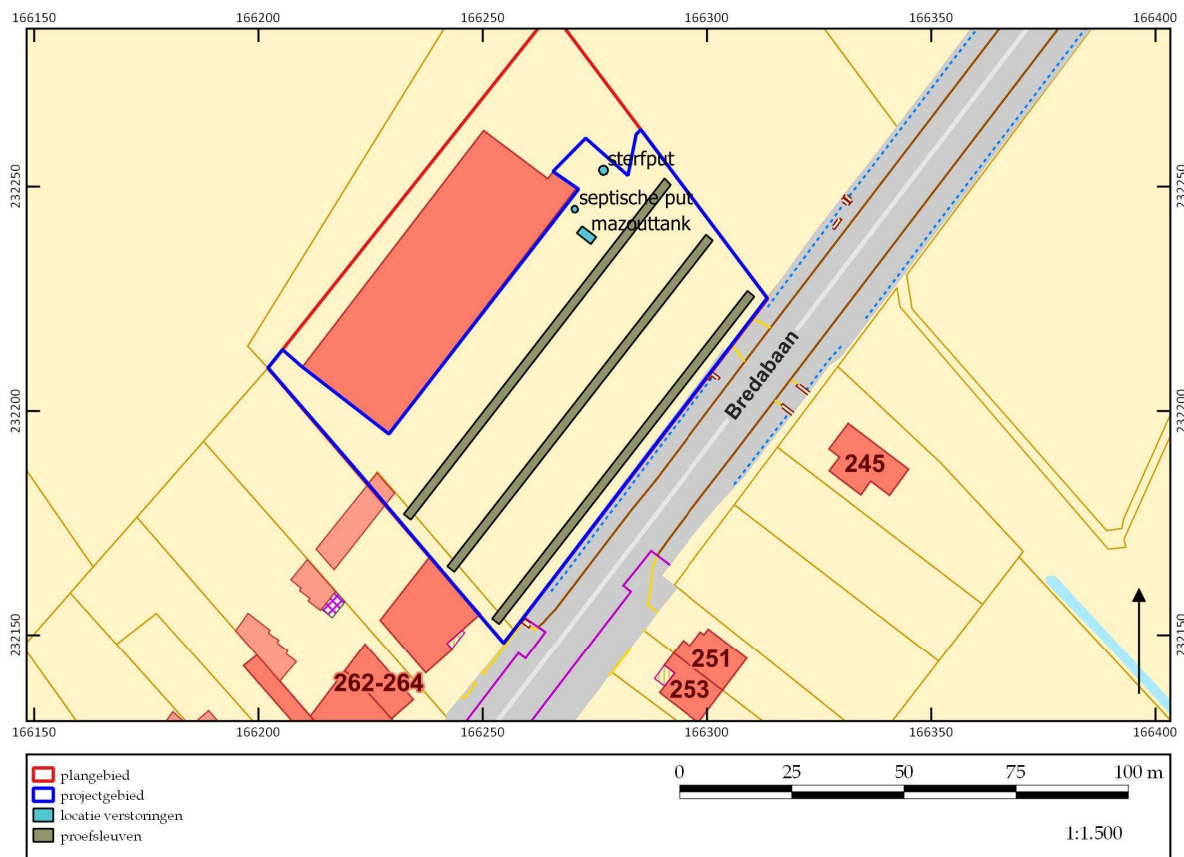 166150 166200 166250 166300 166350 166400
232250 232250
sterfput
septische put
mazouttank
Bredabaan
232200 232200
245
232150 232150
251
262-264
253
166150 166200 166250 166300 166350 166400
plangebied
projectgebied
locatie verstoringen
proefsleuven
0 25 50 75 100 m
1:1.500